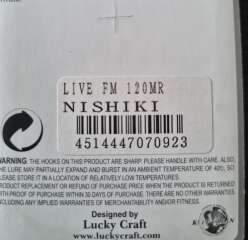 LIVE FM 120MR
NISHIKI
4514447070923
WARNING THE HOOKS ON THIS PRODUCT ARE SHARP. PLEASE HANDLE WITH CARE. ALSO,
THE LURE MAY PARTIALLY EXPAND AND BURST IN AN AMBIENT TEMPERATURE OF 40(C), SO
PLEASE STORE IT IN A LOCATION OF RELATIVELY LOW TEMPERATURES.
PRODUCT REPLACEMENT OR REFUND OF PURCHASE PRICE WHEN THE PRODUCT IS RETURNED
WITH PROOF OF PURCHASE WITHIN 30 DAYS OF PURCHASE. THERE ARE NO OTHER WARRANTIES
INCLUDING ANY IMPLIED WARRANTIES OF MERCHANTABILITY AND/OR FITNESS.
Designed by
Lucky Craft
www.luckycraft.com